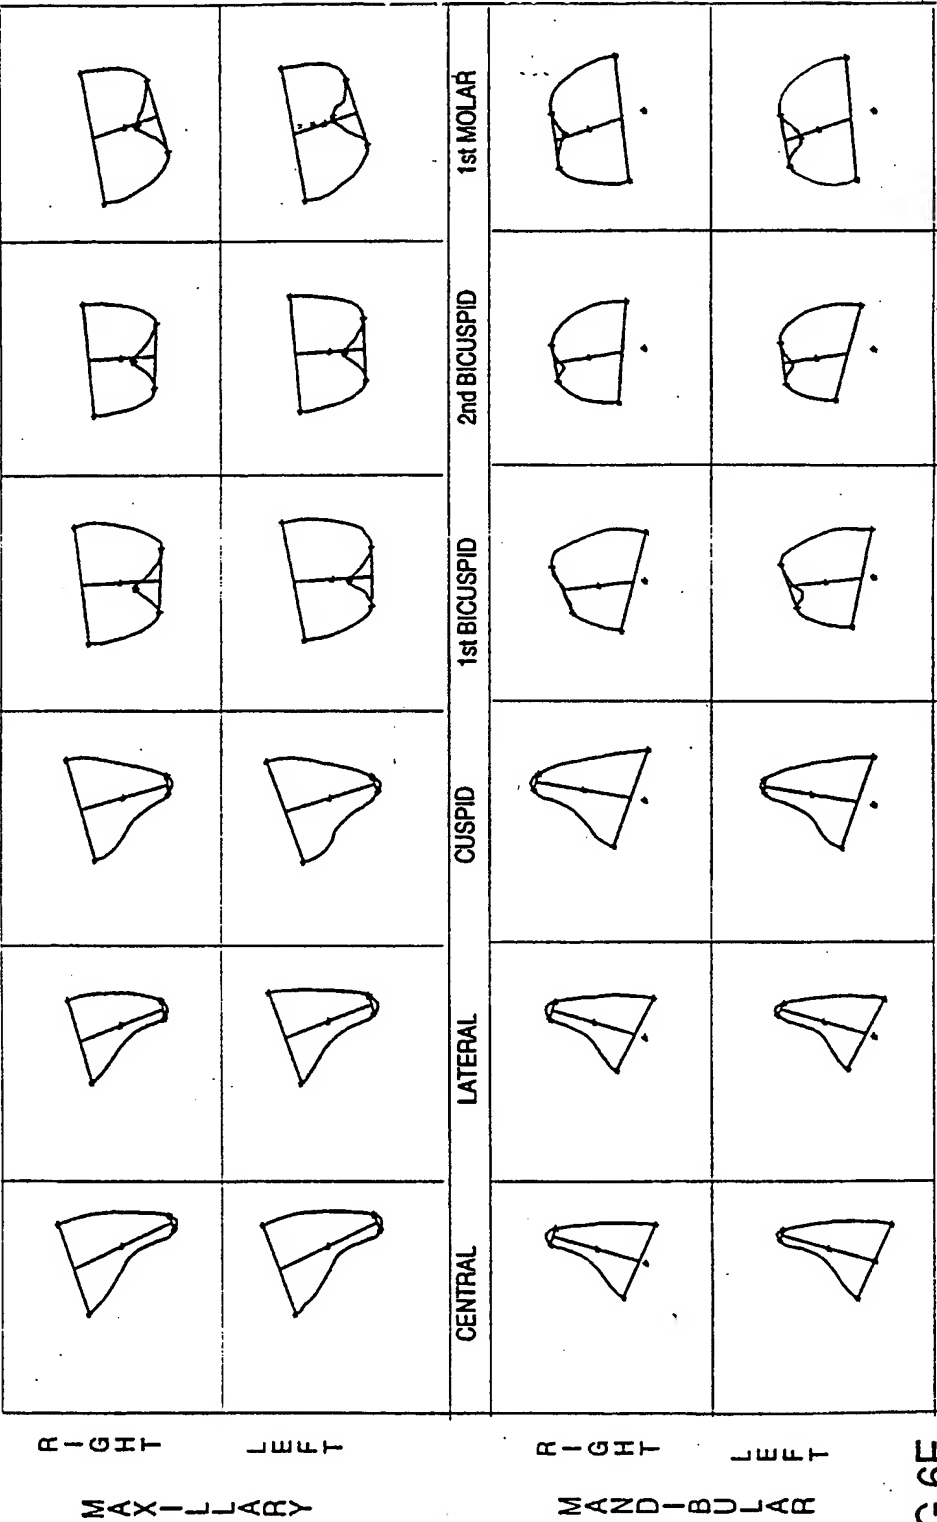 MAXILLARY
RIGHT
LEFT
CENTRAL LATERAL CUSPID 1st BICUSPID 2nd BICUSPID 1st MOLAR
MANDIBULAR
RIGHT
LEFT